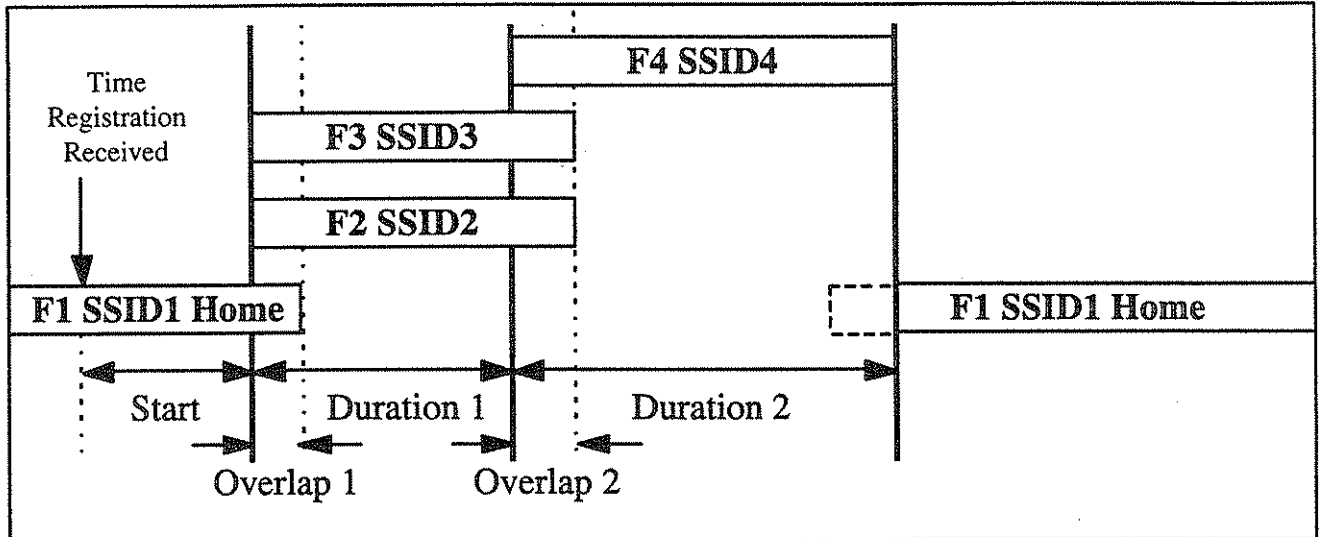 F4 SSID4
Time
Registration
Received
F3 SSID3
F2 SSID2
F1 SSID1 Home
F1 SSID1 Home
Start
Duration 1
Duration 2
Overlap 1
Overlap 2